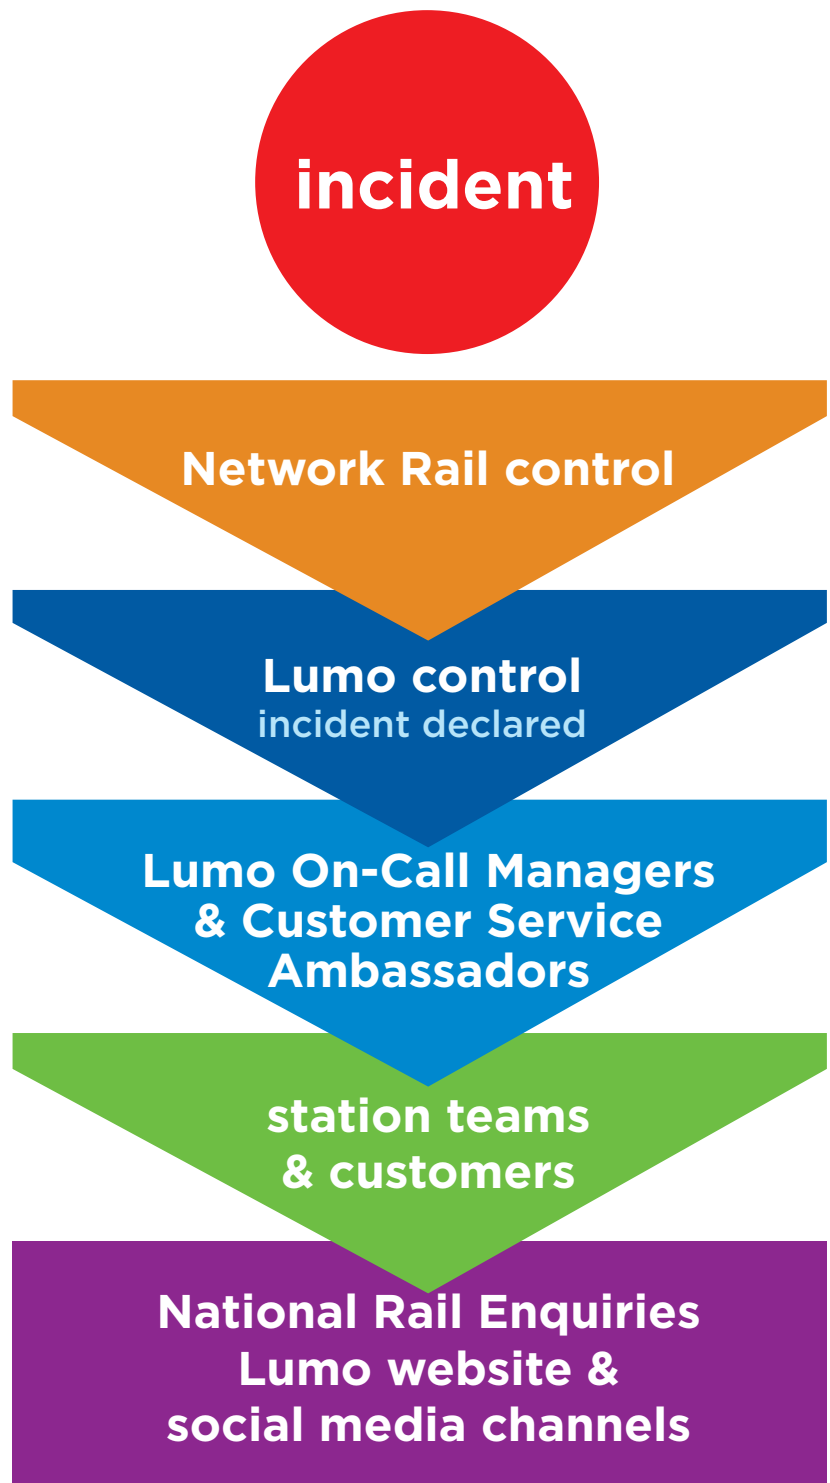 incident
Network Rail control
Lumo control
incident declared
Lumo On-Call Managers
& Customer Service
Ambassadors
station teams
& customers
National Rail Enquiries
Lumo website &
social media channels